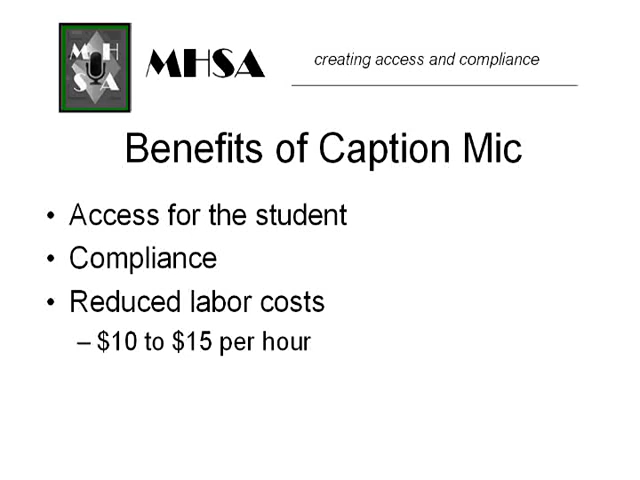 M H
S A
MHSA
creating access and compliance
Benefits of Caption Mic
• Access for the student
• Compliance
• Reduced labor costs
– $10 to $15 per hour